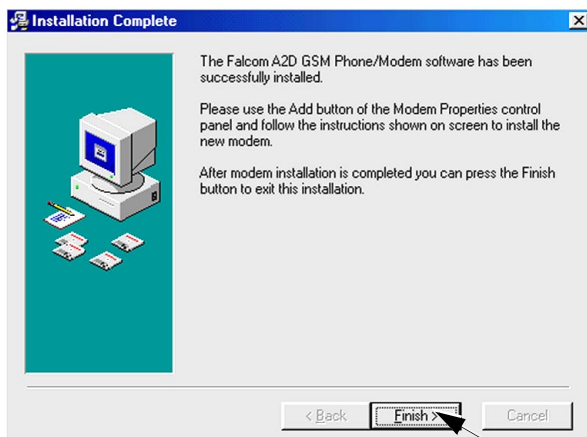 Installation Complete
The Falcom A2D GSM Phone/Modem software has been
successfully installed.
Please use the Add button of the Modem Properties control
panel and follow the instructions shown on screen to install the
new modem.
After modem installation is completed you can press the Finish
button to exit this installation.
< Back
Finish >
Cancel